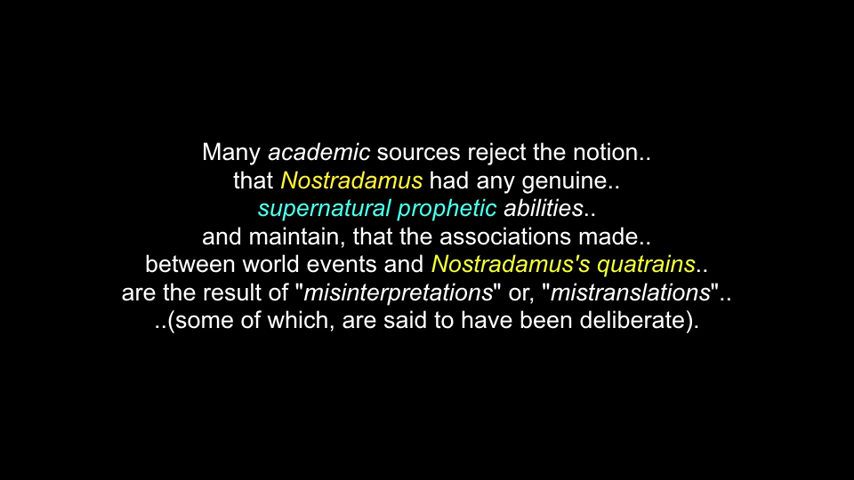 Many academic sources reject the notion..
that Nostradamus had any genuine..
supernatural prophetic abilities..
and maintain, that the associations made..
between world events and Nostradamus's quatrains..
are the result of "misinterpretations" or, "mistranslations"..
..(some of which, are said to have been deliberate).